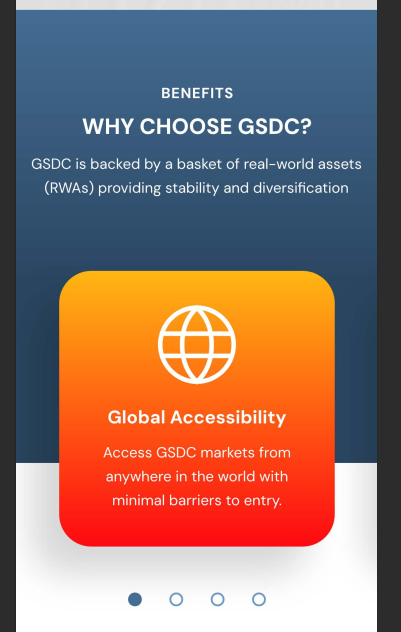 BENEFITS
WHY CHOOSE GSDC?
GSDC is backed by a basket of real-world assets
(RWAs) providing stability and diversification
Global Accessibility
Access GSDC markets from
anywhere in the world with
minimal barriers to entry.